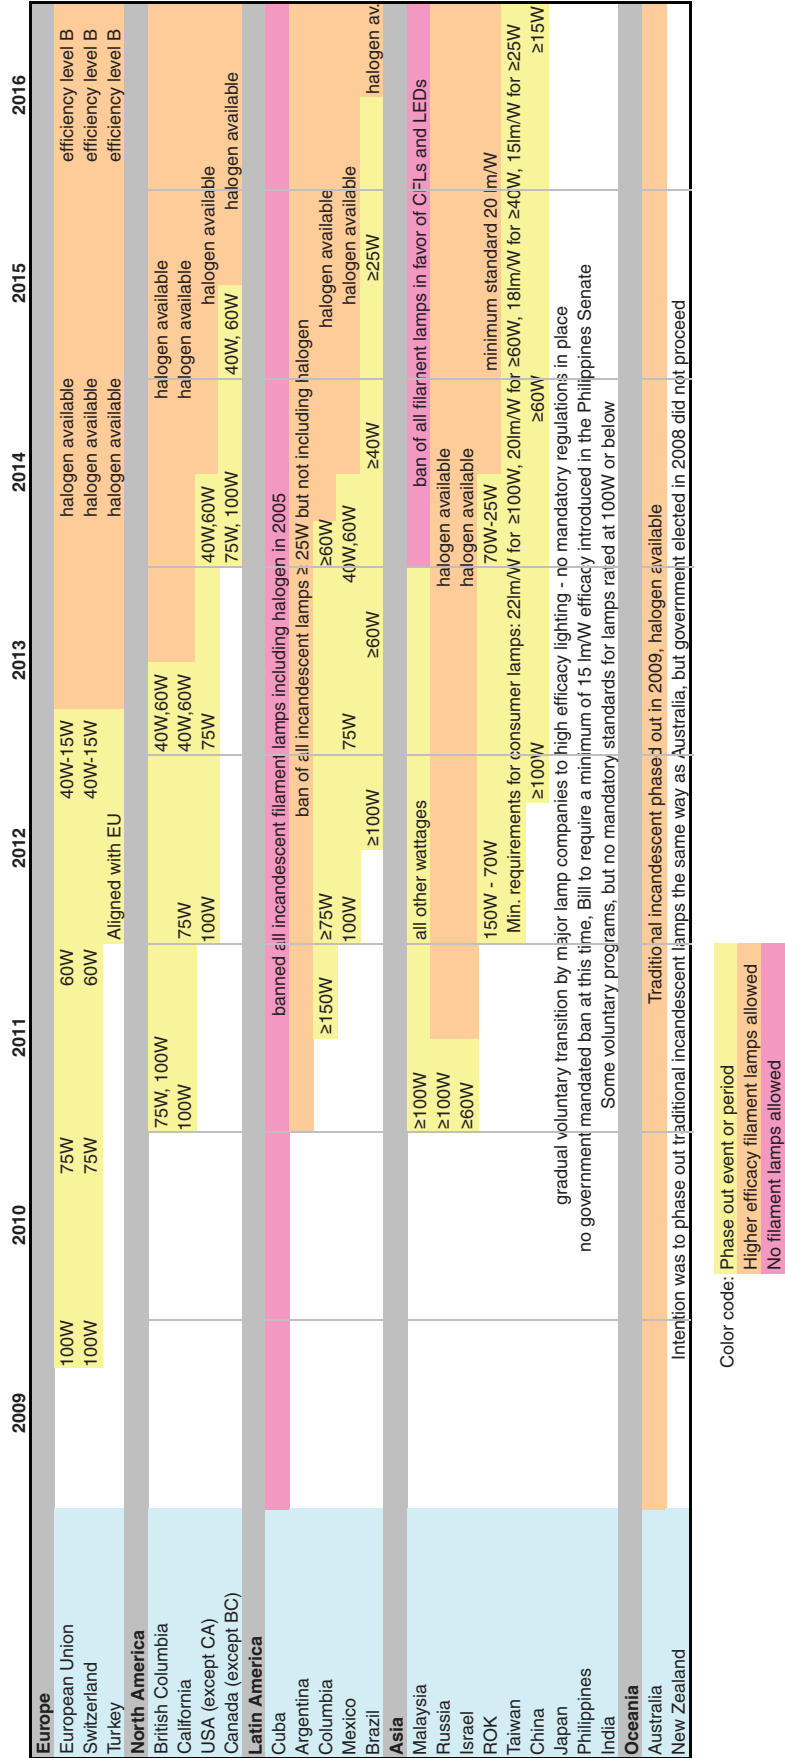 2009 2010 2011 2012 2013 2014 2015 2016
Europe
European Union 100W 75W 60W 40W-15W halogen available efficiency level B
Switzerland 100W 75W 60W 40W-15W halogen available efficiency level B
Turkey Aligned with EU halogen available efficiency level B
North America
British Columbia 75W, 100W 40W,60W halogen available
California 100W 75W 40W,60W halogen available
USA (except CA) 100W 75W 40W,60W halogen available
Canada (except BC) 75W, 100W 40W, 60W halogen available
Latin America
Cuba banned all incandescent filament lamps including halogen in 2005
Argentina ban of all incandescent lamps ≥ 25W but not including halogen
Columbia ≥150W ≥75W ≥60W halogen available
Mexico 100W 75W 40W,60W halogen available
Brazil ≥100W ≥60W ≥40W ≥25W halogen av.
Asia
Malaysia ≥100W all other wattages ban of all filament lamps in favor of CFLs and LEDs
Russia ≥100W halogen available
Israel ≥60W halogen available
ROK 150W - 70W 70W-25W minimum standard 20 lm/W
Taiwan Min. requirements for consumer lamps: 22lm/W for ≥100W, 20lm/W for ≥60W, 18lm/W for ≥40W, 15lm/W for ≥25W
China ≥100W ≥60W ≥15W
Japan gradual voluntary transition by major lamp companies to high efficacy lighting - no mandatory regulations in place
Philippines no government mandated ban at this time, Bill to require a minimum of 15 lm/W efficacy introduced in the Philippines Senate
India Some voluntary programs, but no mandatory standards for lamps rated at 100W or below
Oceania
Australia Traditional incandescent phased out in 2009, halogen available
New Zealand Intention was to phase out traditional incandescent lamps the same way as Australia, but government elected in 2008 did not proceed
Color code: Phase out event or period
Higher efficacy filament lamps allowed
No filament lamps allowed